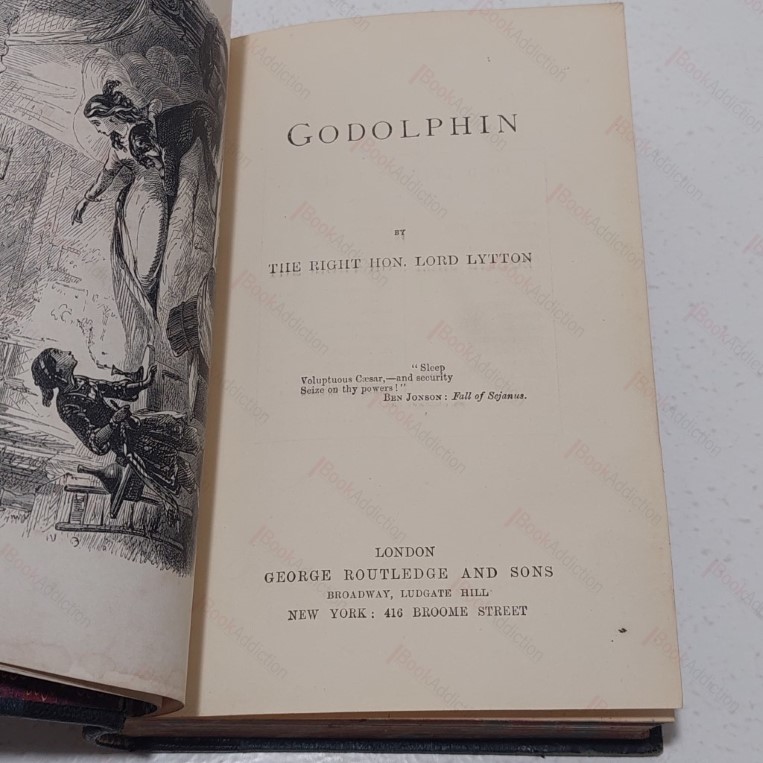 GODOLPHIN
BY
THE RIGHT HON. LORD LYTTON
"Sleep
Voluptuous Cæsar,—and security
Seize on thy powers!"
BEN JONSON: Fall of Sejanus.
LONDON
GEORGE ROUTLEDGE AND SONS
BROADWAY, LUDGATE HILL
NEW YORK: 416 BROOME STREET
BookAddiction